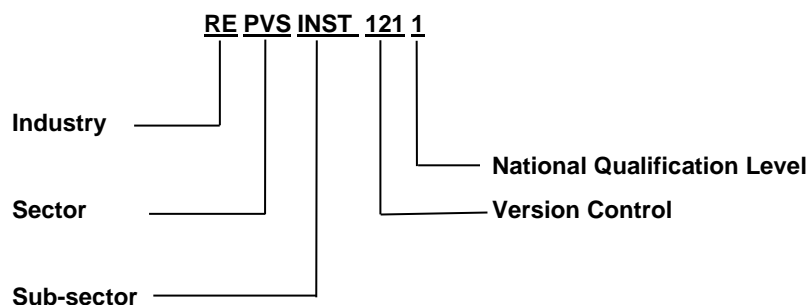 RE PVS INST 121 1
Industry
National Qualification Level
Sector
Version Control
Sub-sector